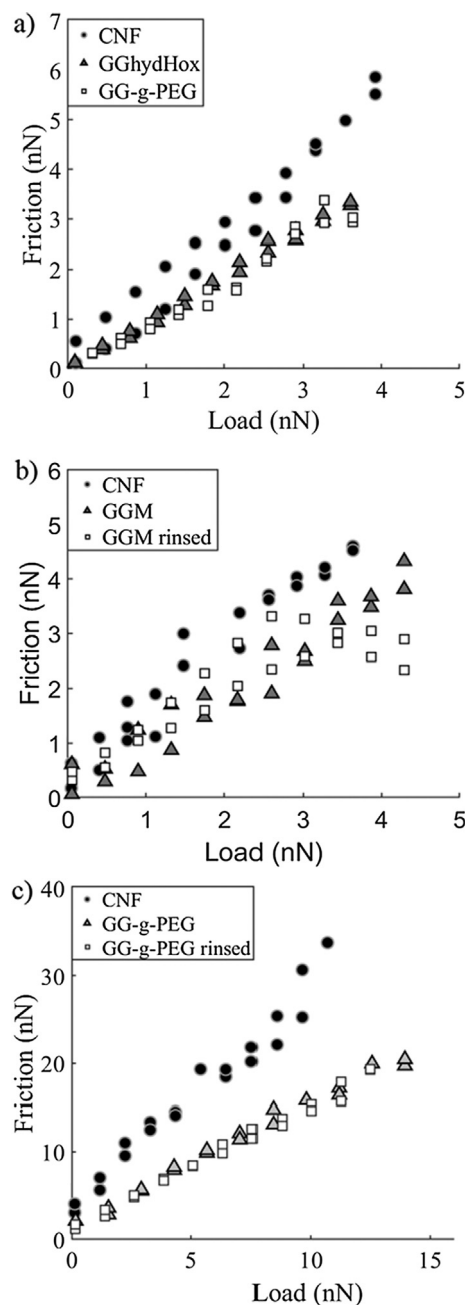 a)
7
6
5
4
3
2
1
0
Friction (nN)
CNF
GGhydHox
GG-g-PEG
0 1 2 3 4 5
Load (nN)
b)
6
5
4
3
2
1
0
Friction (nN)
CNF
GGM
GGM rinsed
0 1 2 3 4 5
Load (nN)
c)
40
30
20
10
0
Friction (nN)
CNF
GG-g-PEG
GG-g-PEG rinsed
0 5 10 15
Load (nN)